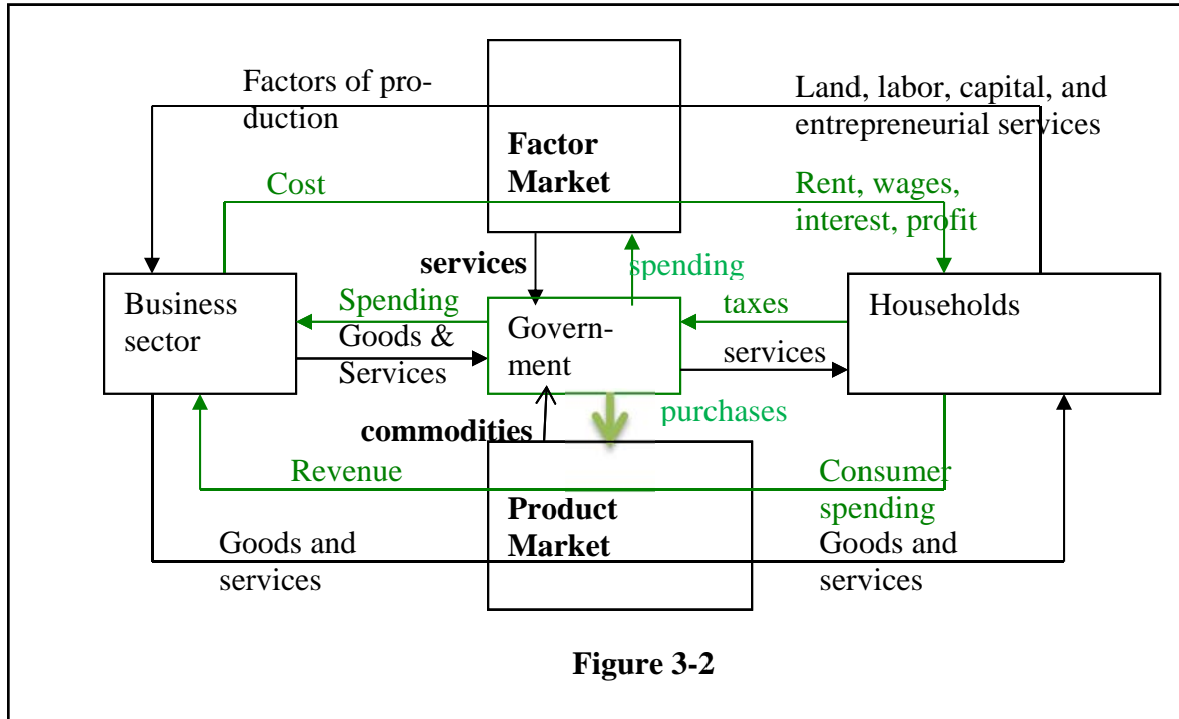 Factors of pro-
duction
Land, labor, capital, and
entrepreneurial services
Factor
Market
Cost
Rent, wages,
interest, profit
services
spending
Business
sector
Spending
Goods &
Services
Govern-
ment
taxes
services
Households
commodities
purchases
Revenue
Consumer
spending
Product
Market
Goods and
services
Goods and
services
Figure 3-2